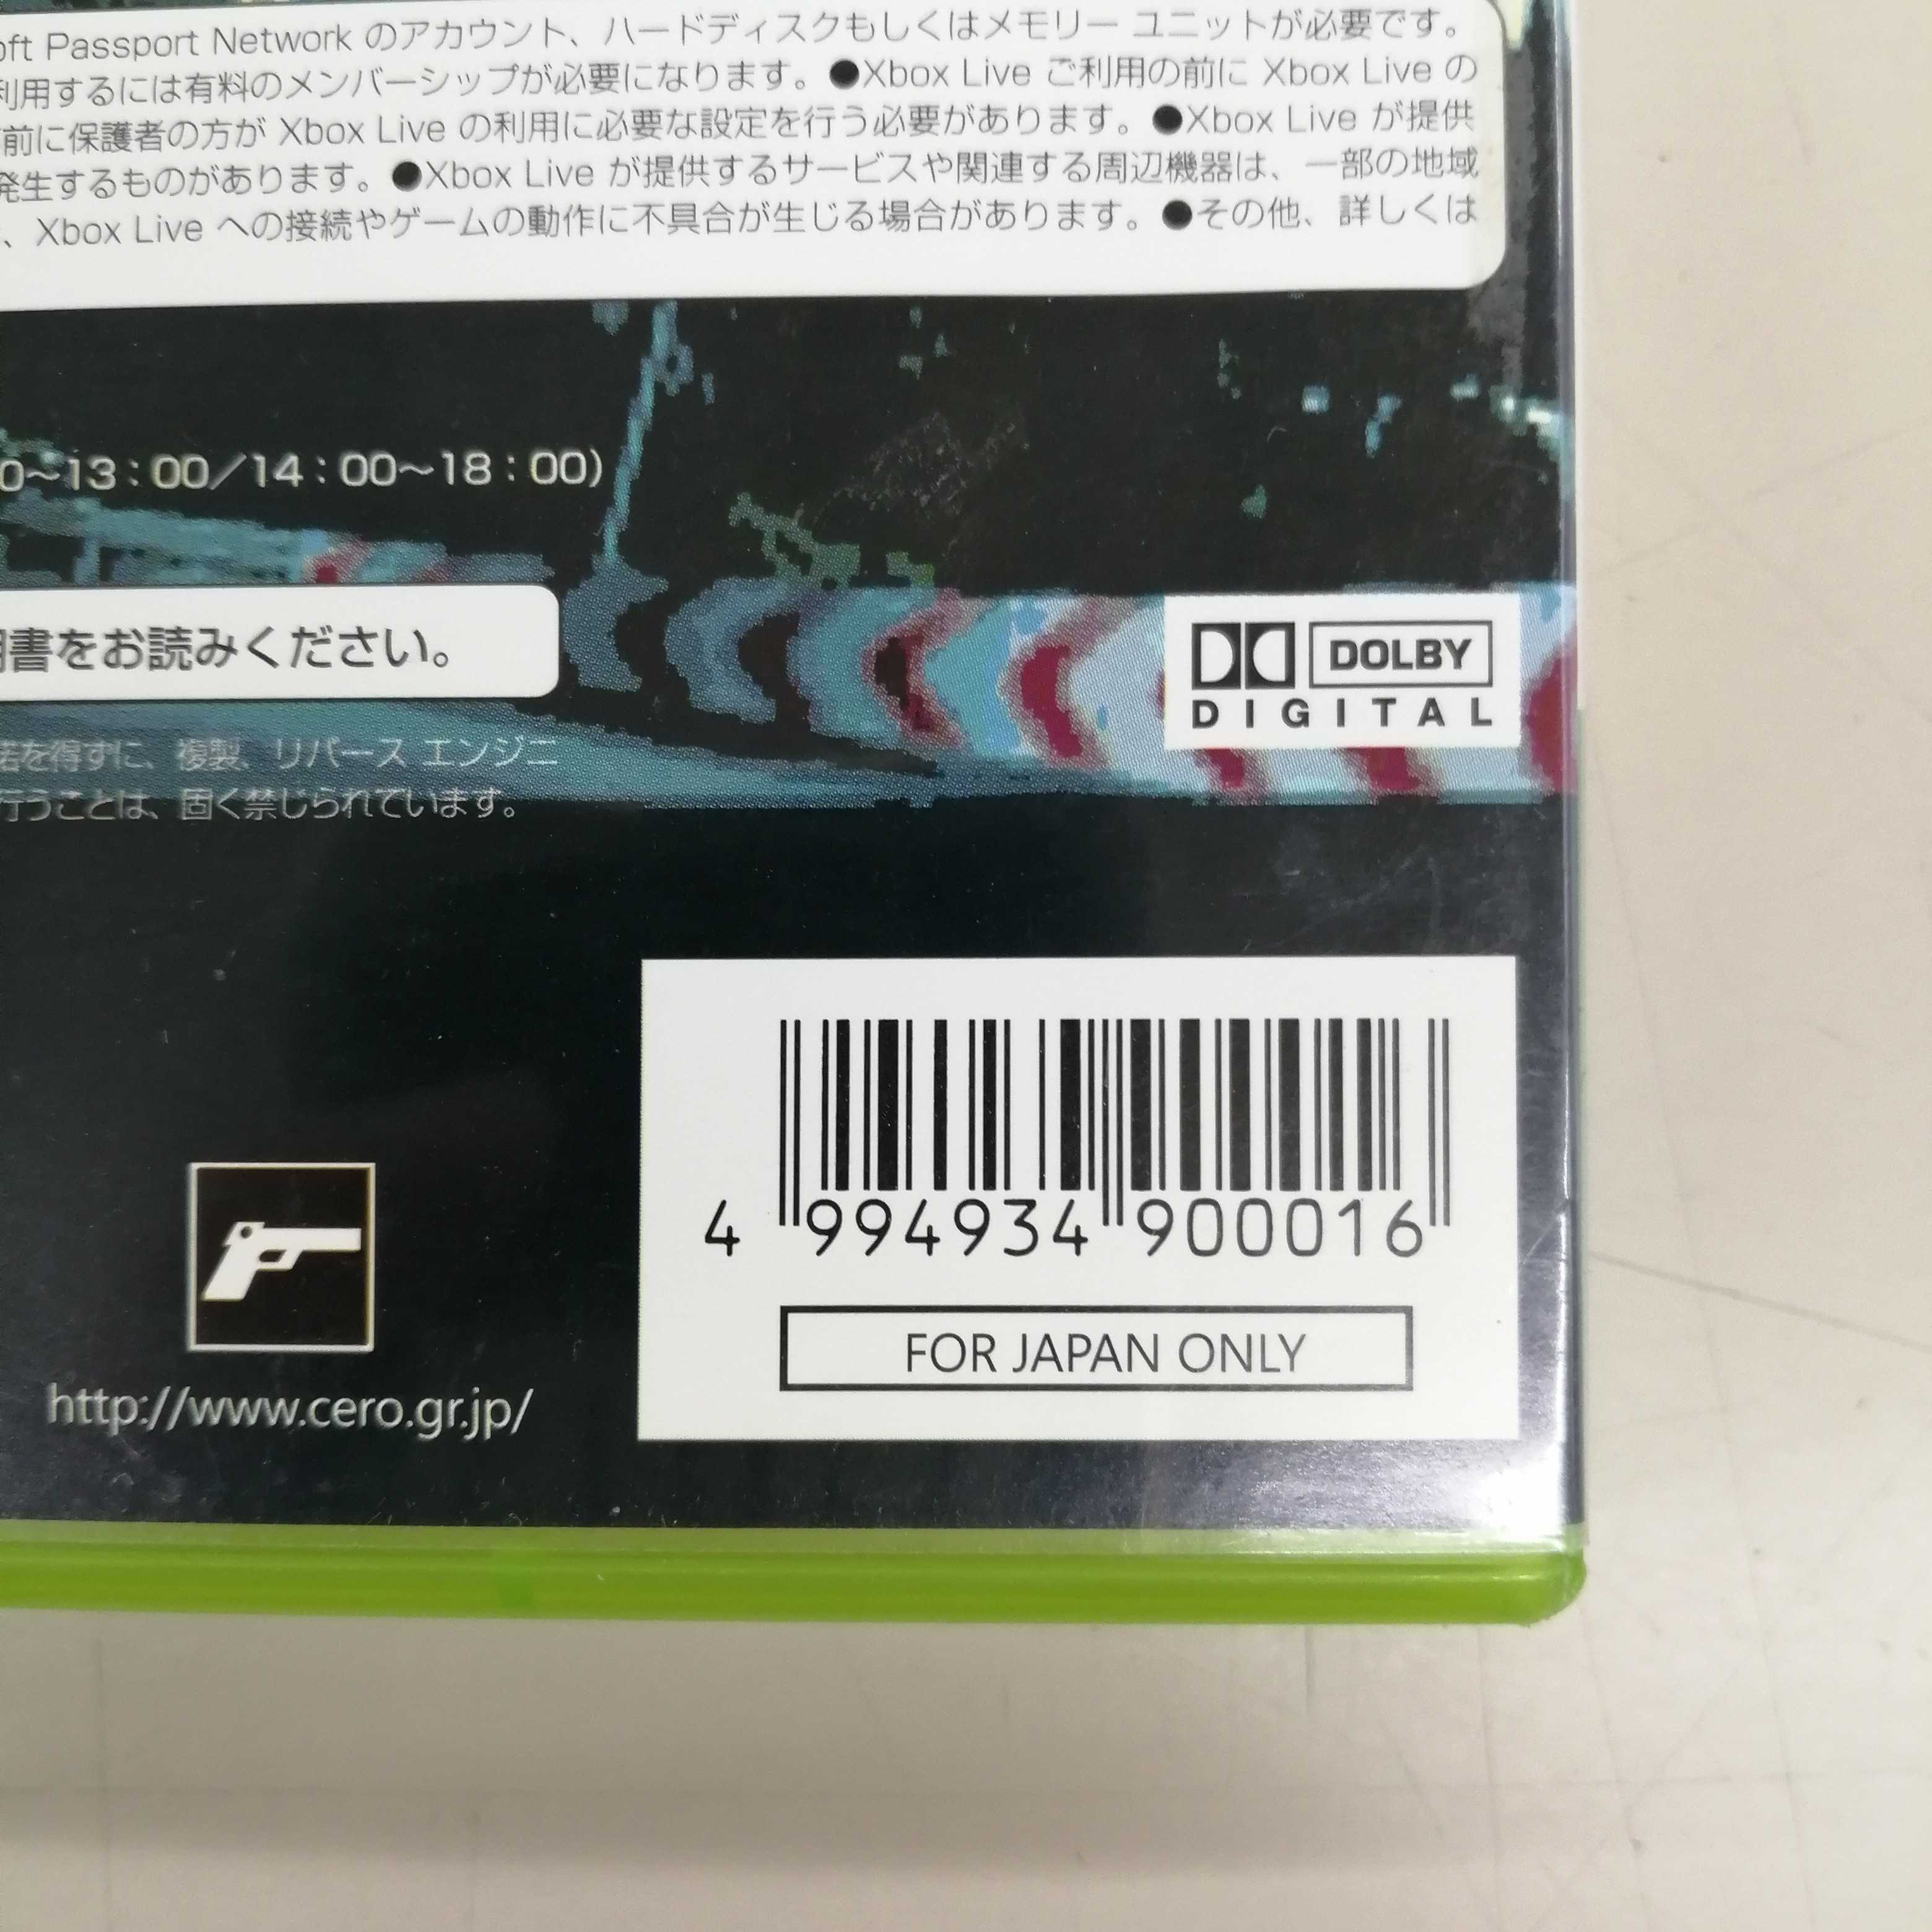 oft Passport Network のアカウント、ハードディスクもしくはメモリー ユニットが必要です。
利用するには有料のメンバーシップが必要になります。●Xbox Live ご利用の前に Xbox Live の
前に保護者の方が Xbox Live の利用に必要な設定を行う必要があります。●Xbox Live が提供
発生するものがあります。●Xbox Live が提供するサービスや関連する周辺機器は、一部の地域
、Xbox Live への接続やゲームの動作に不具合が生じる場合があります。●その他、詳しくは
0〜13:00/14:00〜18:00)
明書をお読みください。
DOLBY
DIGITAL
諾を得ずに、複製、リバース エンジニ
行うことは、固く禁じられています。
4 994934 900016
FOR JAPAN ONLY
http://www.cero.gr.jp/